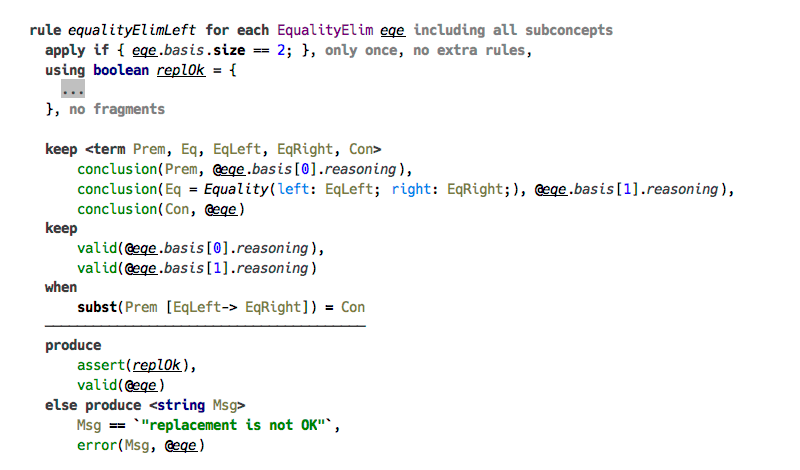 rule equalityElimLeft for each EqualityElim eqe including all subconcepts
apply if { eqe.basis.size == 2; }, only once, no extra rules,
using boolean replOk = {
...
}, no fragments
keep <term Prem, Eq, EqLeft, EqRight, Con>
conclusion(Prem, @eqe.basis[0].reasoning),
conclusion(Eq = Equality(left: EqLeft; right: EqRight;), @eqe.basis[1].reasoning),
conclusion(Con, @eqe)
keep
valid(@eqe.basis[0].reasoning),
valid(@eqe.basis[1].reasoning)
when
subst(Prem [EqLeft-> EqRight]) = Con
produce
assert(replOk),
valid(@eqe)
else produce <string Msg>
Msg == `"replacement is not OK"`,
error(Msg, @eqe)